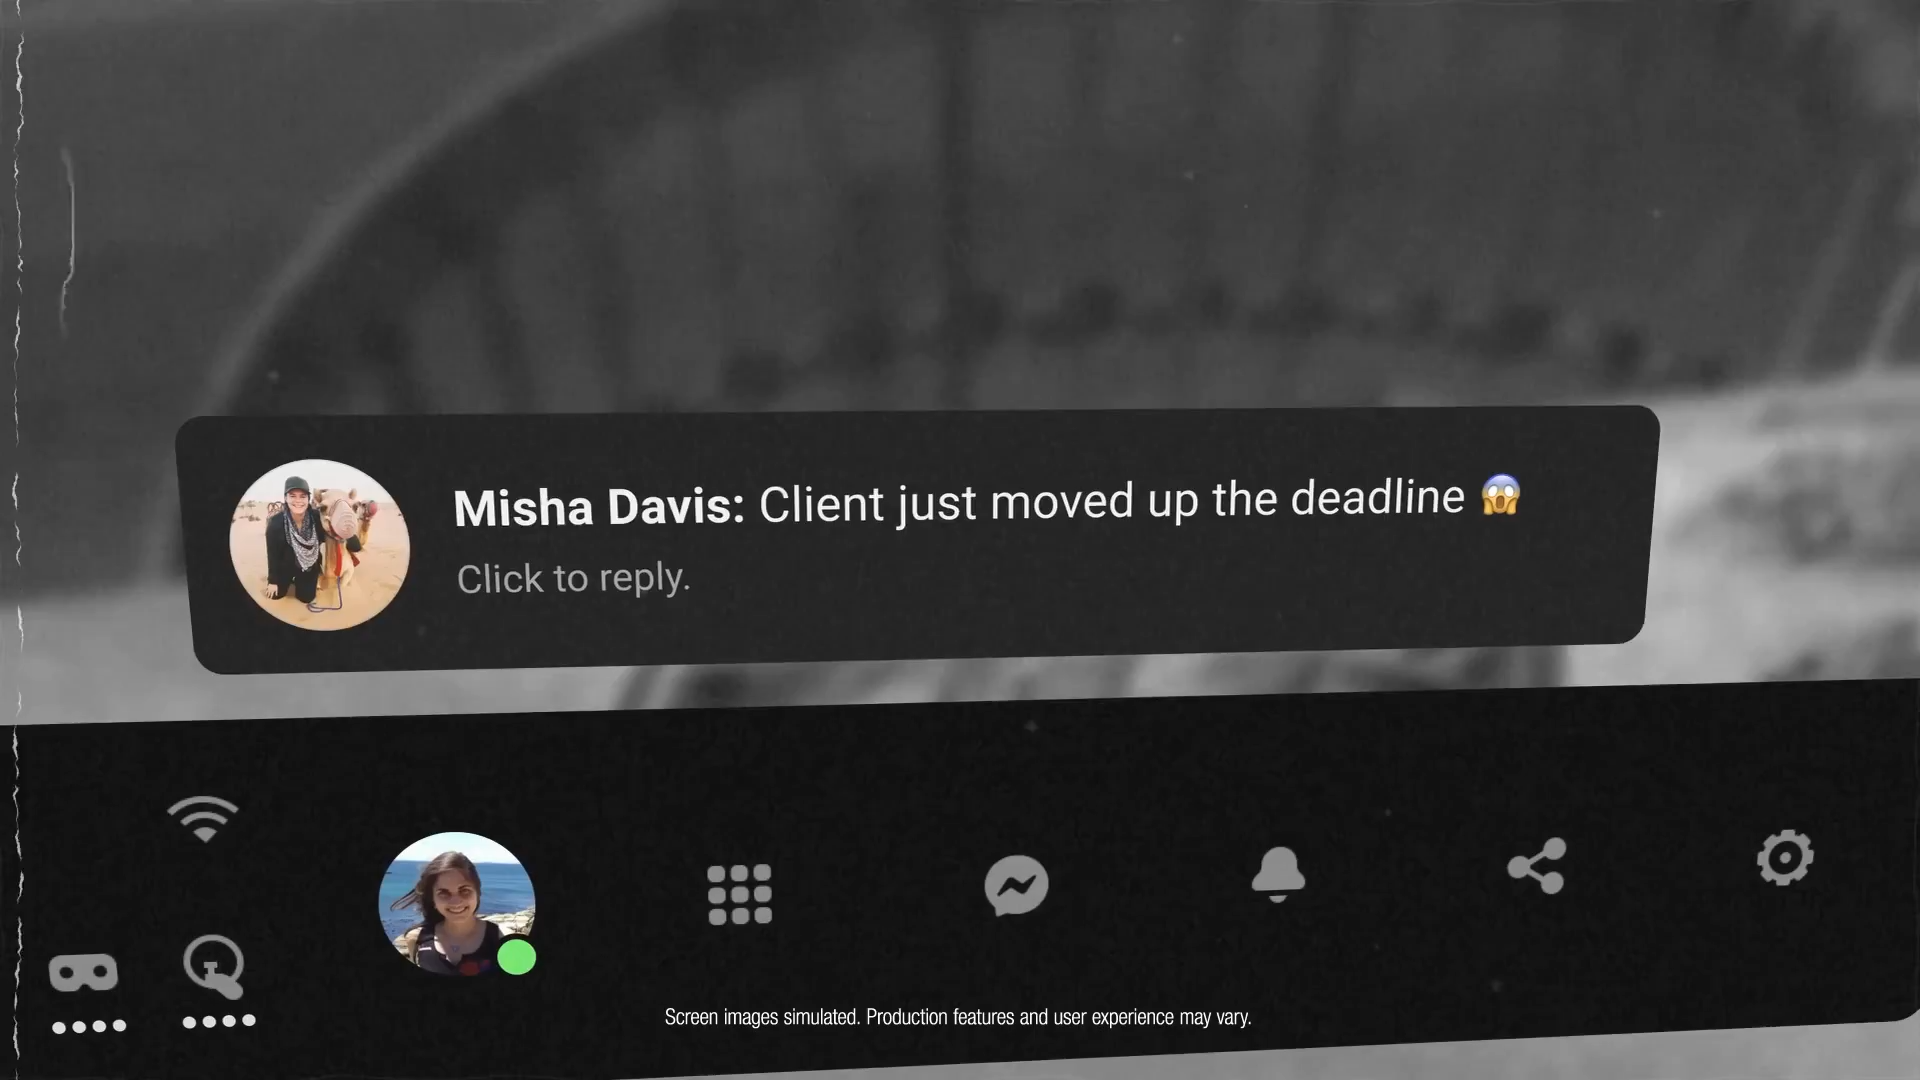 Misha Davis: Client just moved up the deadline 😱
Click to reply.
Screen images simulated. Production features and user experience may vary.